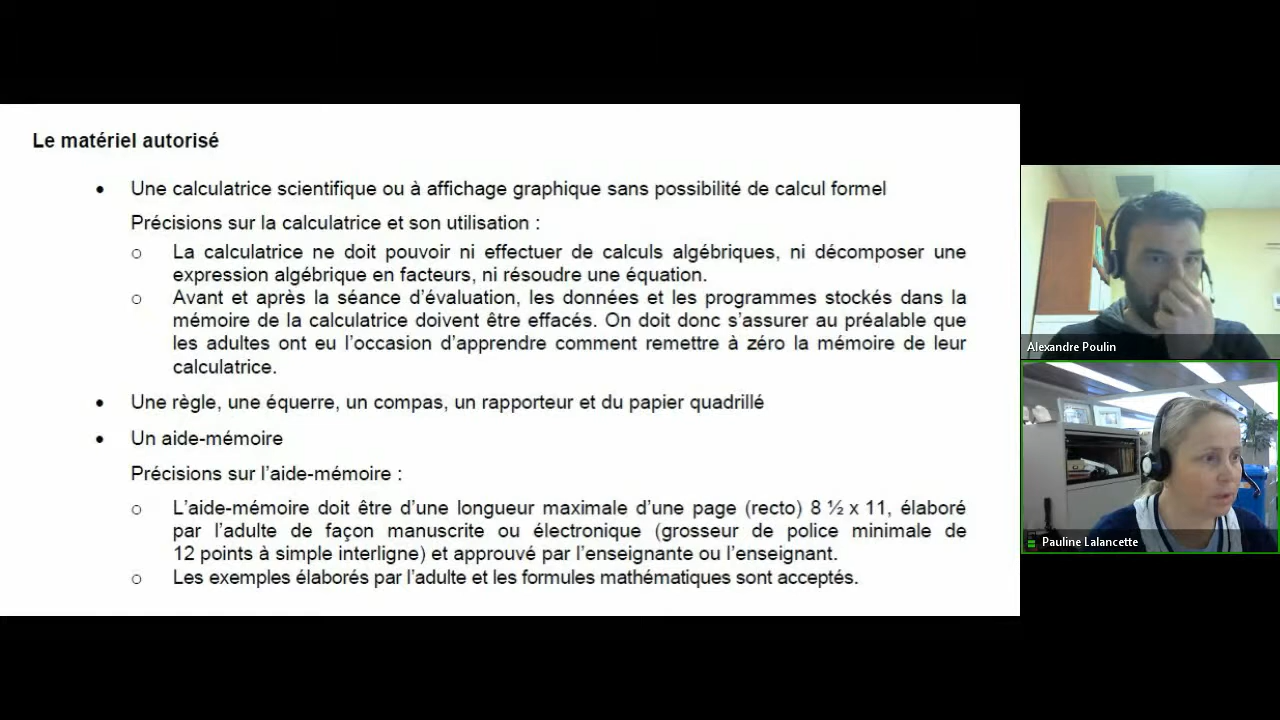 Le matériel autorisé
• Une calculatrice scientifique ou à affichage graphique sans possibilité de calcul formel
Précisions sur la calculatrice et son utilisation :
o La calculatrice ne doit pouvoir ni effectuer de calculs algébriques, ni décomposer une
expression algébrique en facteurs, ni résoudre une équation.
o Avant et après la séance d’évaluation, les données et les programmes stockés dans la
mémoire de la calculatrice doivent être effacés. On doit donc s’assurer au préalable que
les adultes ont eu l’occasion d’apprendre comment remettre à zéro la mémoire de leur
calculatrice.
• Une règle, une équerre, un compas, un rapporteur et du papier quadrillé
• Un aide-mémoire
Précisions sur l’aide-mémoire :
o L’aide-mémoire doit être d’une longueur maximale d’une page (recto) 8 ½ x 11, élaboré
par l’adulte de façon manuscrite ou électronique (grosseur de police minimale de
12 points à simple interligne) et approuvé par l’enseignante ou l’enseignant.
o Les exemples élaborés par l’adulte et les formules mathématiques sont acceptés.
Alexandre Poulin
Pauline Lalancette